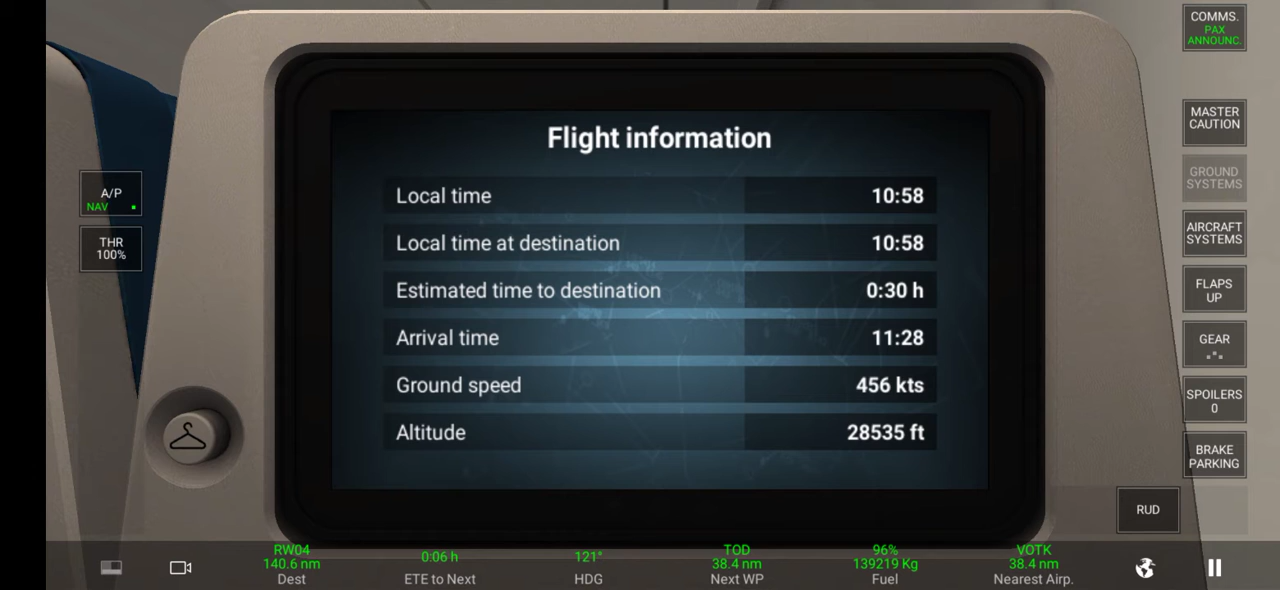 COMMS.
PAX
ANNOUNC.
Flight information
MASTER
CAUTION
Local time 10:58
GROUND
SYSTEMS
A/P
NAV
Local time at destination 10:58
AIRCRAFT
SYSTEMS
THR
100%
Estimated time to destination 0:30 h
FLAPS
UP
Arrival time 11:28
GEAR
Ground speed 456 kts
SPOILERS
0
Altitude 28535 ft
BRAKE
PARKING
RUD
RW04
140.6 nm
Dest
0:06 h
ETE to Next
121°
HDG
TOD
38.4 nm
Next WP
96%
139219 Kg
Fuel
VOTK
38.4 nm
Nearest Airp.